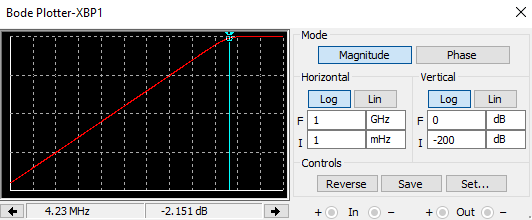 Bode Plotter-XBP1
Mode
Magnitude Phase
Horizontal Vertical
Log Lin Log Lin
F 1 GHz F 0 dB
I 1 mHz I -200 dB
Controls
Reverse Save Set...
4.23 MHz -2.151 dB
+ In − + Out −